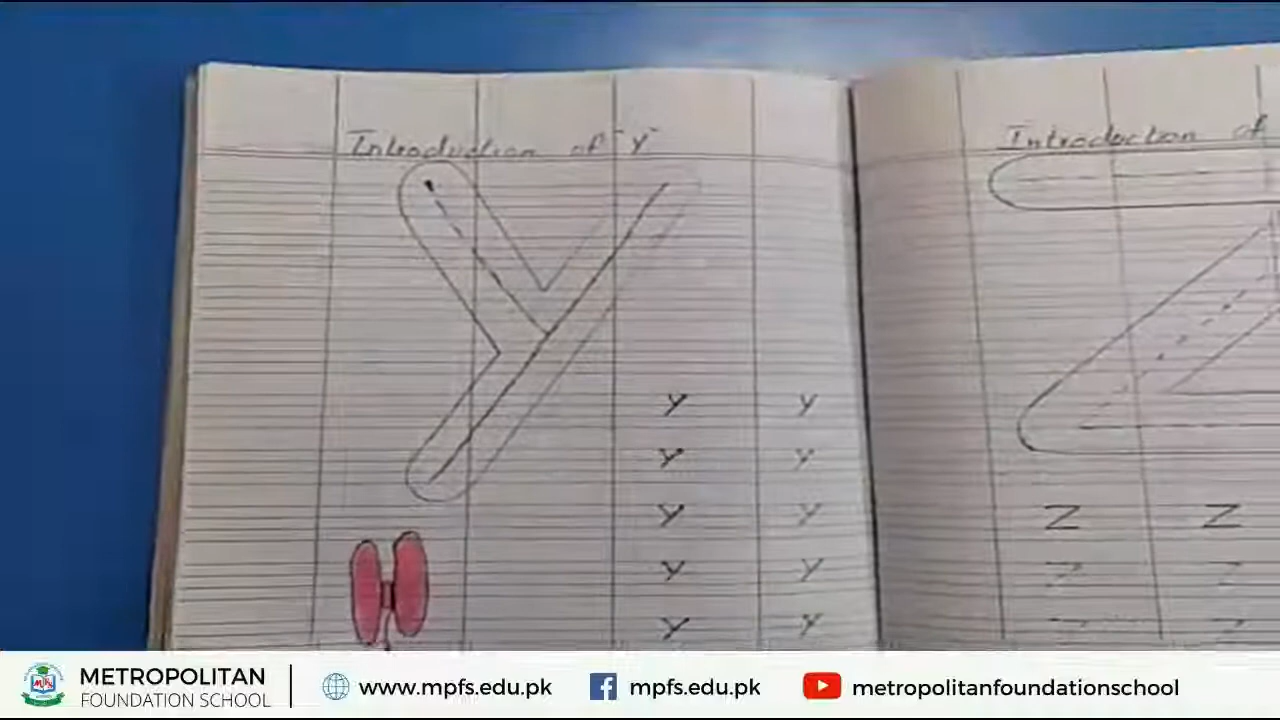 Introduction of "y"
y y
y y
y y
y y
y y
Introduction of
z z
z z
z z
METROPOLITAN
FOUNDATION SCHOOL
www.mpfs.edu.pk
mpfs.edu.pk
metropolitanfoundationschool